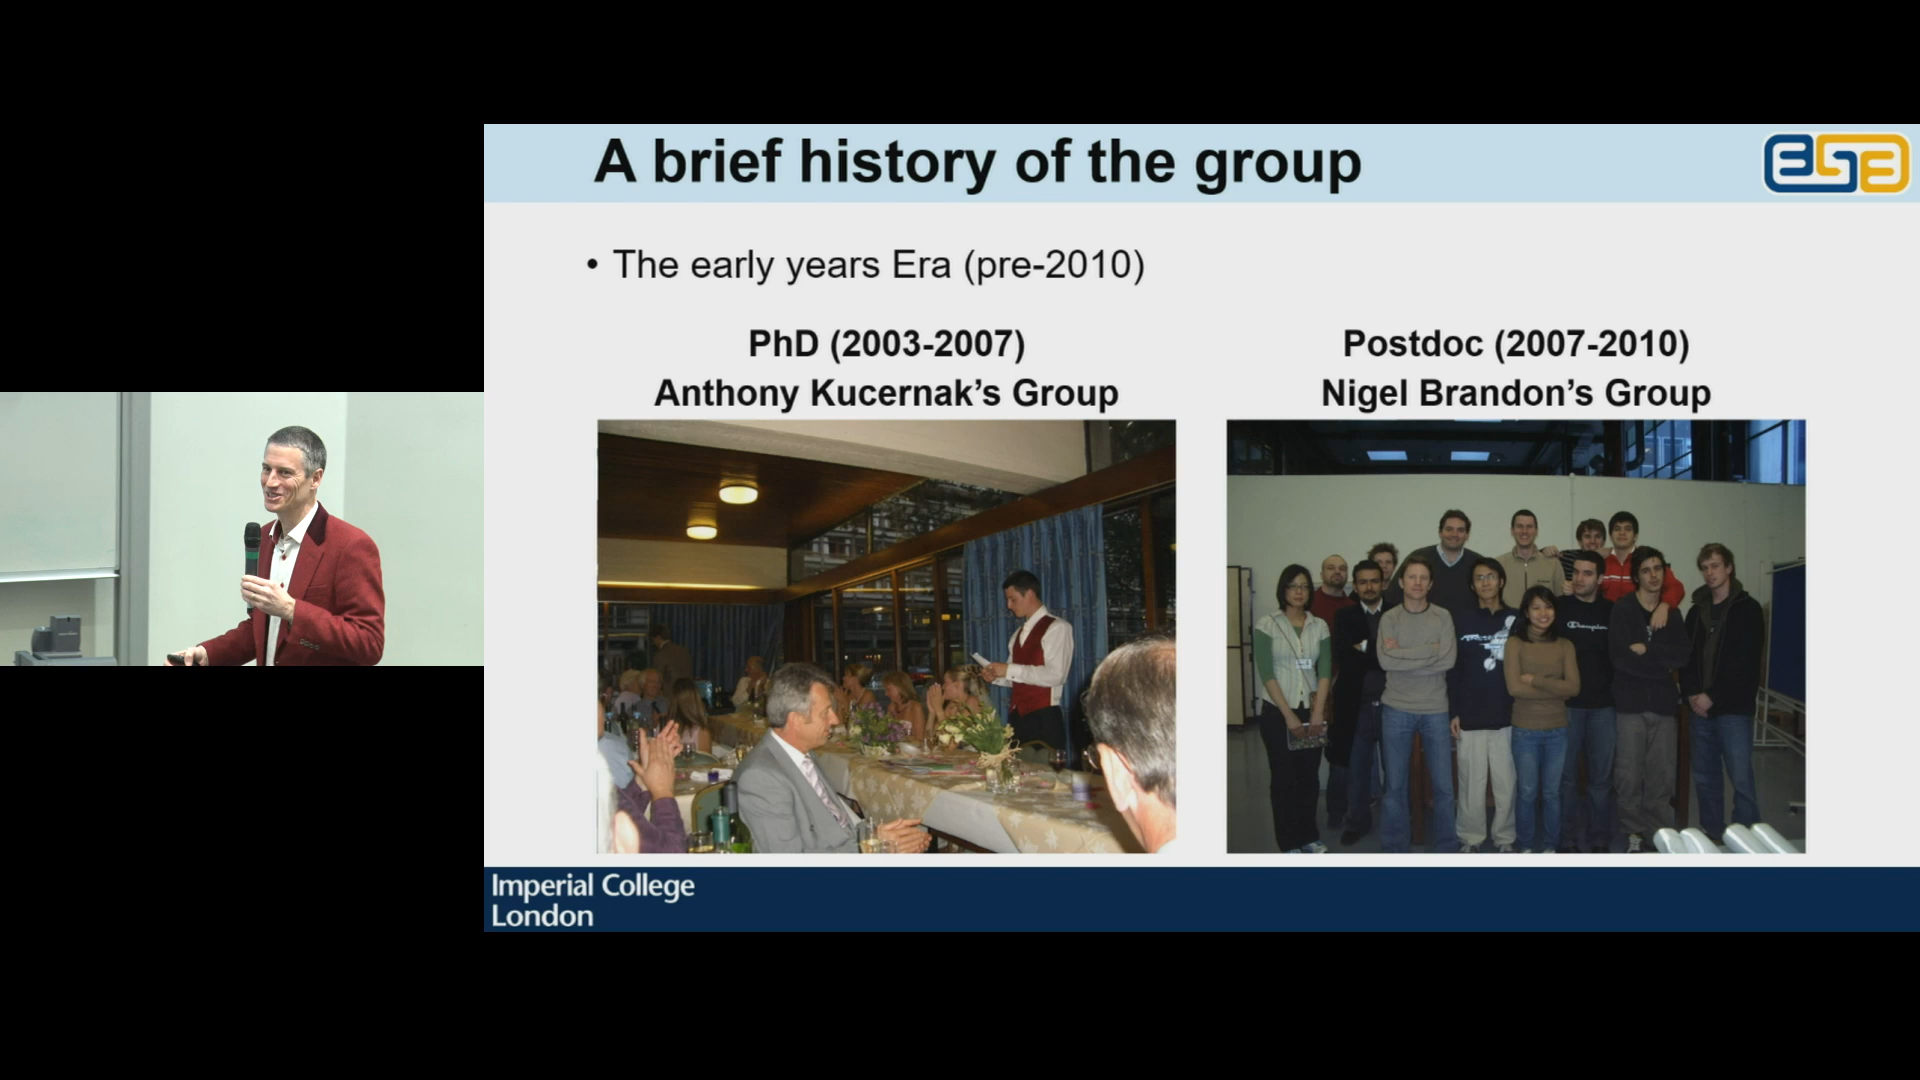 A brief history of the group
• The early years Era (pre-2010)
PhD (2003-2007)
Anthony Kucernak's Group
Postdoc (2007-2010)
Nigel Brandon's Group
Champion
Imperial College
London